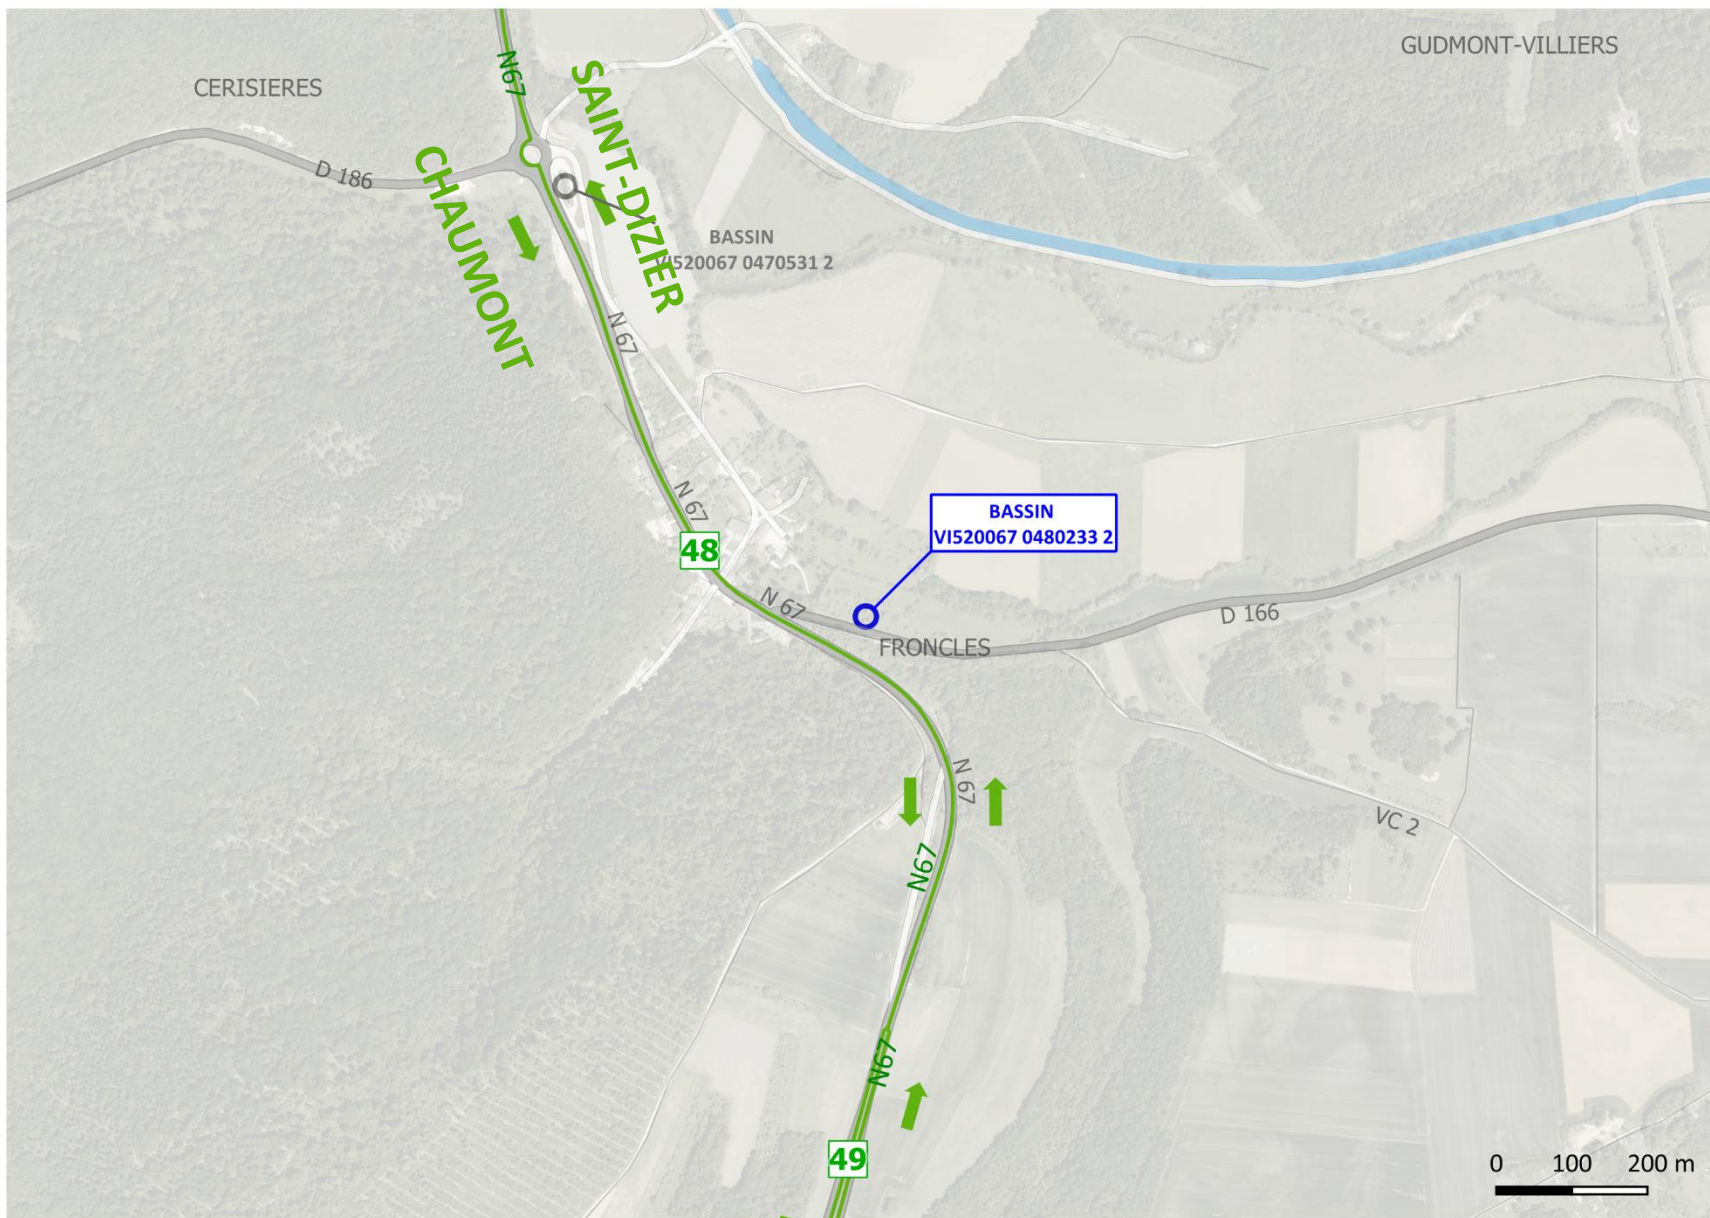 GUDMONT-VILLIERS
CERISIERES
N67
SAINT-DIZIER
CHAUMONT
D 186
BASSIN
VI520067 0470531 2
N 67
N 67
48
BASSIN
VI520067 0480233 2
N 67
D 166
FRONCLES
N 67
VC 2
N67
N67
49
0 100 200 m